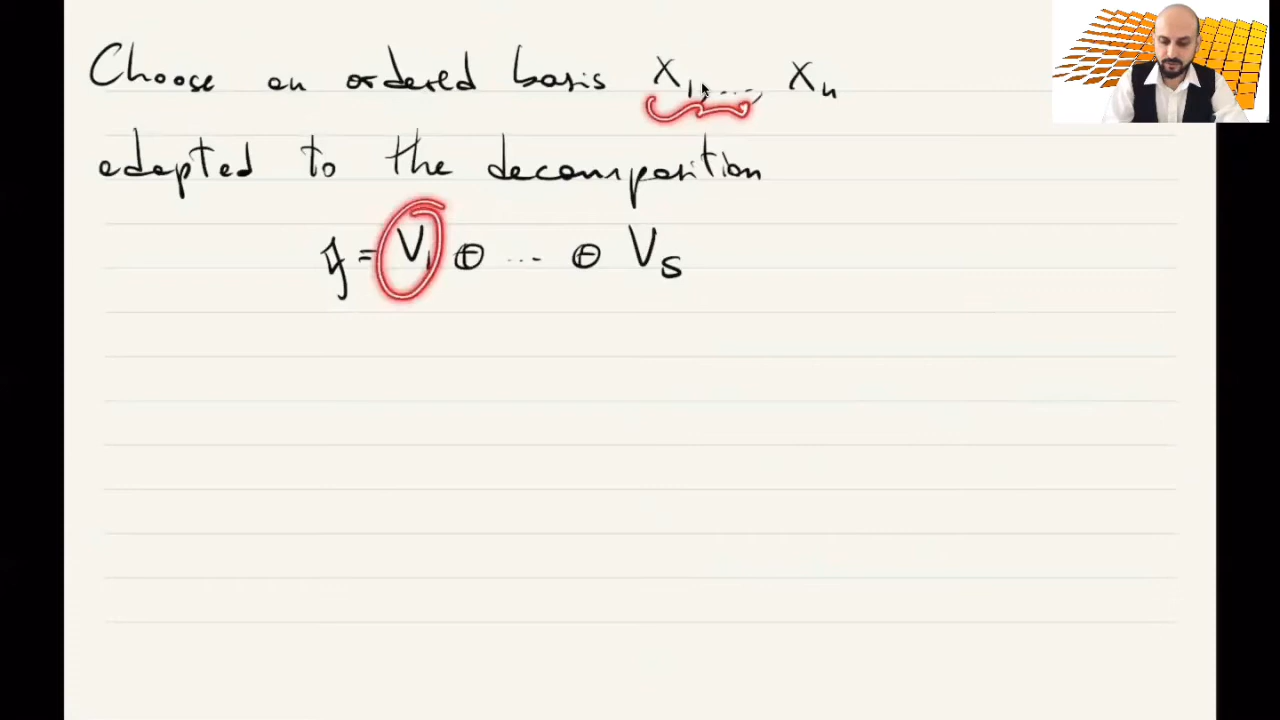 Choose an ordered basis X₁, ..., Xₙ
adapted to the decomposition
𝔤 = V₁ ⊕ ... ⊕ Vₛ